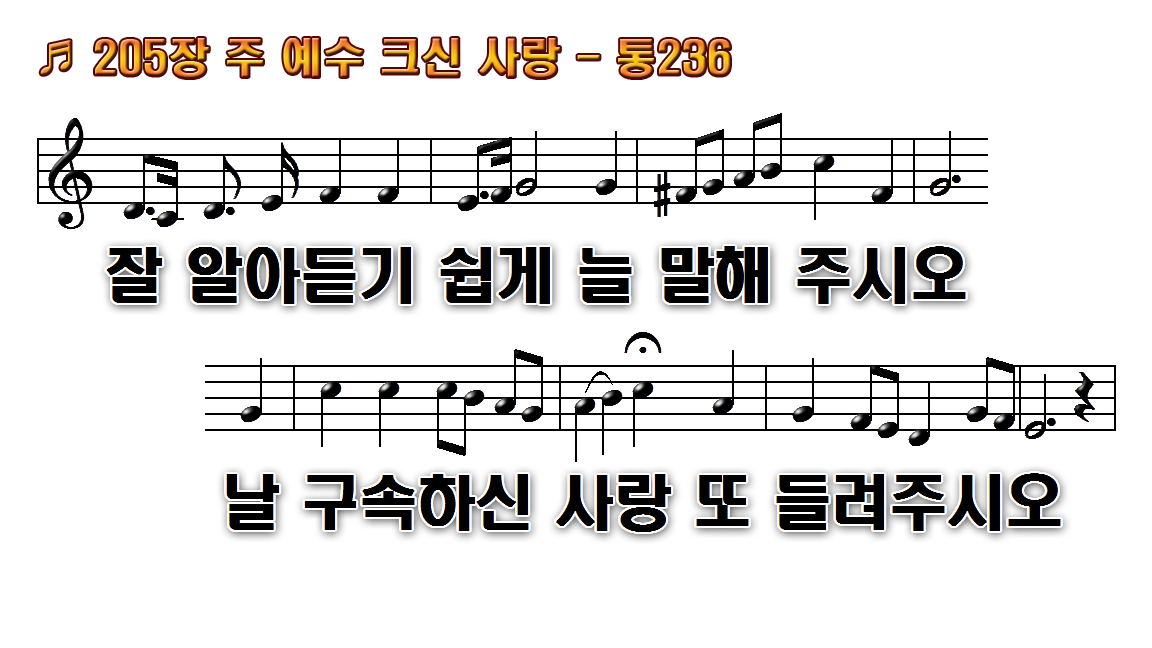 ♬ 205장 주 예수 크신 사랑 - 통236
잘 알아듣기 쉽게 늘 말해 주시오
날 구속하신 사랑 또 들려주시오